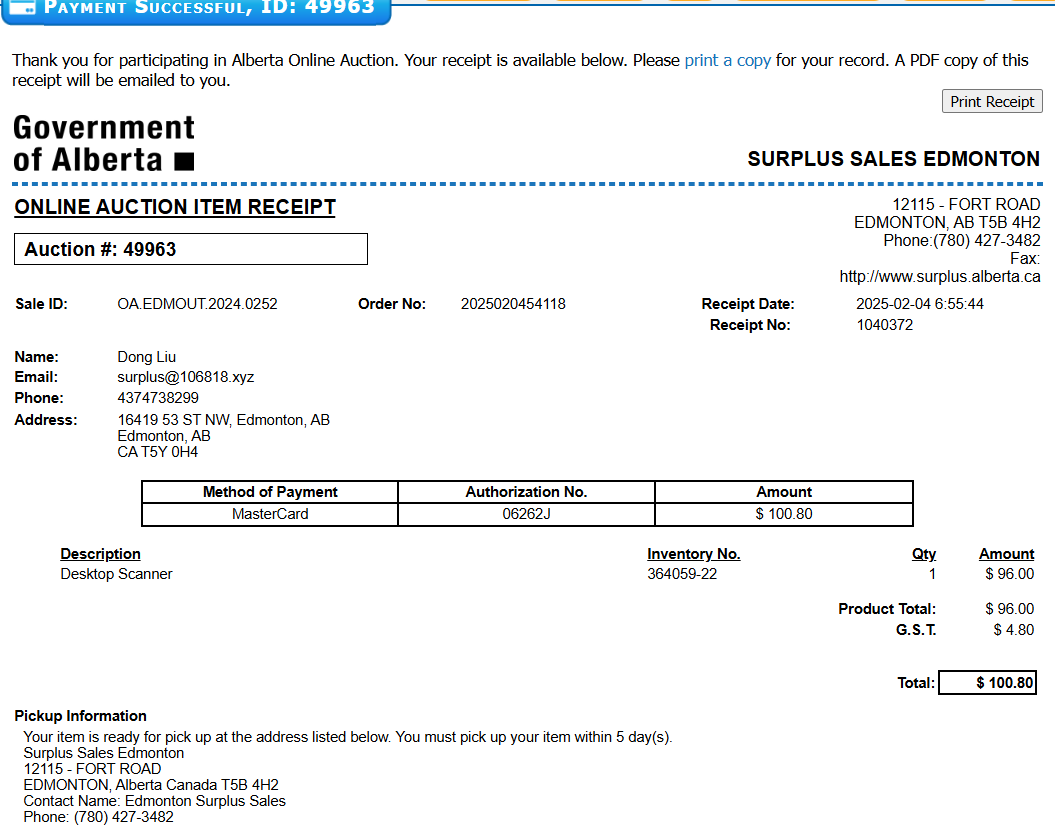 Payment Successful, ID: 49963
Thank you for participating in Alberta Online Auction. Your receipt is available below. Please print a copy for your record. A PDF copy of this
receipt will be emailed to you.
Print Receipt
Government
of Alberta
SURPLUS SALES EDMONTON
ONLINE AUCTION ITEM RECEIPT
12115 - FORT ROAD
EDMONTON, AB T5B 4H2
Phone:(780) 427-3482
Fax:
http://www.surplus.alberta.ca
Auction #: 49963
Sale ID: OA.EDMOUT.2024.0252 Order No: 2025020454118 Receipt Date: 2025-02-04 6:55:44
Receipt No: 1040372
Name: Dong Liu
Email: surplus@106818.xyz
Phone: 4374738299
Address: 16419 53 ST NW, Edmonton, AB
Edmonton, AB
CA T5Y 0H4
Method of Payment Authorization No. Amount
MasterCard 06262J $ 100.80
Description Inventory No. Qty Amount
Desktop Scanner 364059-22 1 $ 96.00
Product Total: $ 96.00
G.S.T. $ 4.80
Total: $ 100.80
Pickup Information
Your item is ready for pick up at the address listed below. You must pick up your item within 5 day(s).
Surplus Sales Edmonton
12115 - FORT ROAD
EDMONTON, Alberta Canada T5B 4H2
Contact Name: Edmonton Surplus Sales
Phone: (780) 427-3482